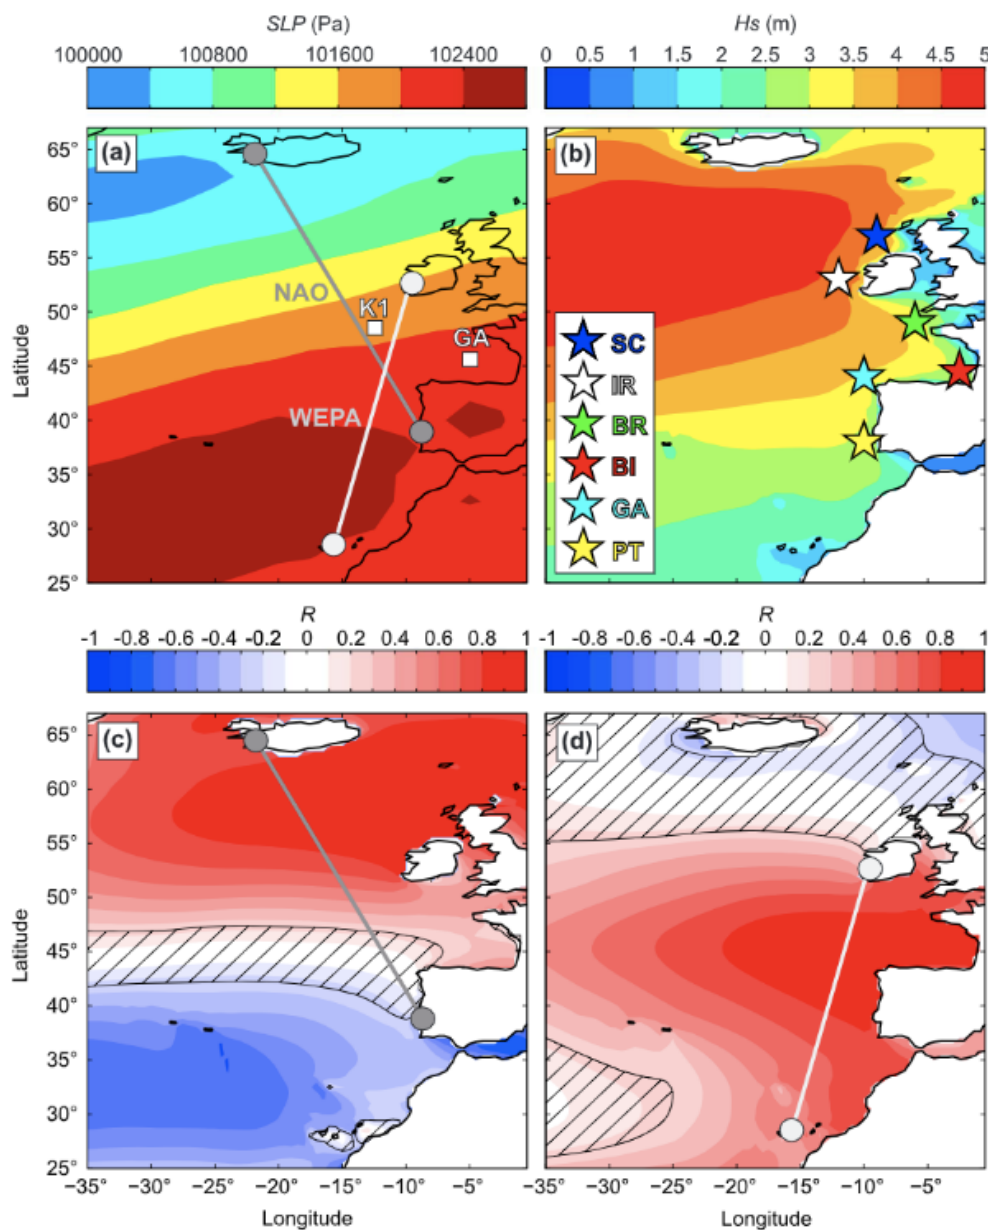 SLP (Pa)
100000 100800 101600 102400
Hs (m)
0 0.5 1 1.5 2 2.5 3 3.5 4 4.5 5
Latitude
65°
60°
55°
50°
45°
40°
35°
30°
25°
(a)
NAO
K1
GA
WEPA
(b)
SC
IR
BR
BI
GA
PT
R
-1 -0.8 -0.6 -0.4 -0.2 0 0.2 0.4 0.6 0.8 1
R
-1 -0.8 -0.6 -0.4 -0.2 0 0.2 0.4 0.6 0.8 1
Latitude
65°
60°
55°
50°
45°
40°
35°
30°
25°
(c)
(d)
−35° −30° −25° −20° −15° −10° −5°
−35° −30° −25° −20° −15° −10° −5°
Longitude
Longitude